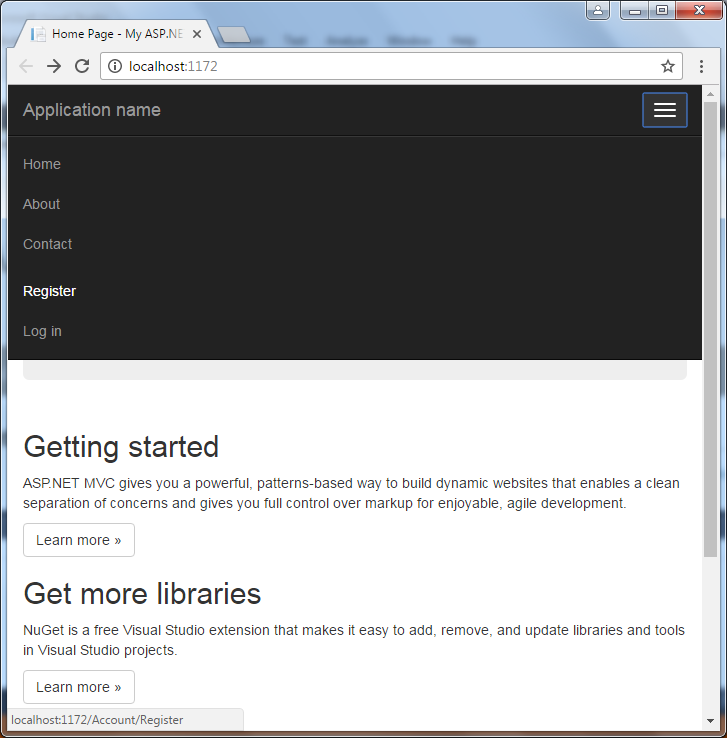 Home Page - My ASP.NE
localhost:1172
Application name
Home
About
Contact
Register
Log in
Getting started
ASP.NET MVC gives you a powerful, patterns-based way to build dynamic websites that enables a clean
separation of concerns and gives you full control over markup for enjoyable, agile development.
Learn more »
Get more libraries
NuGet is a free Visual Studio extension that makes it easy to add, remove, and update libraries and tools
in Visual Studio projects.
Learn more »
localhost:1172/Account/Register